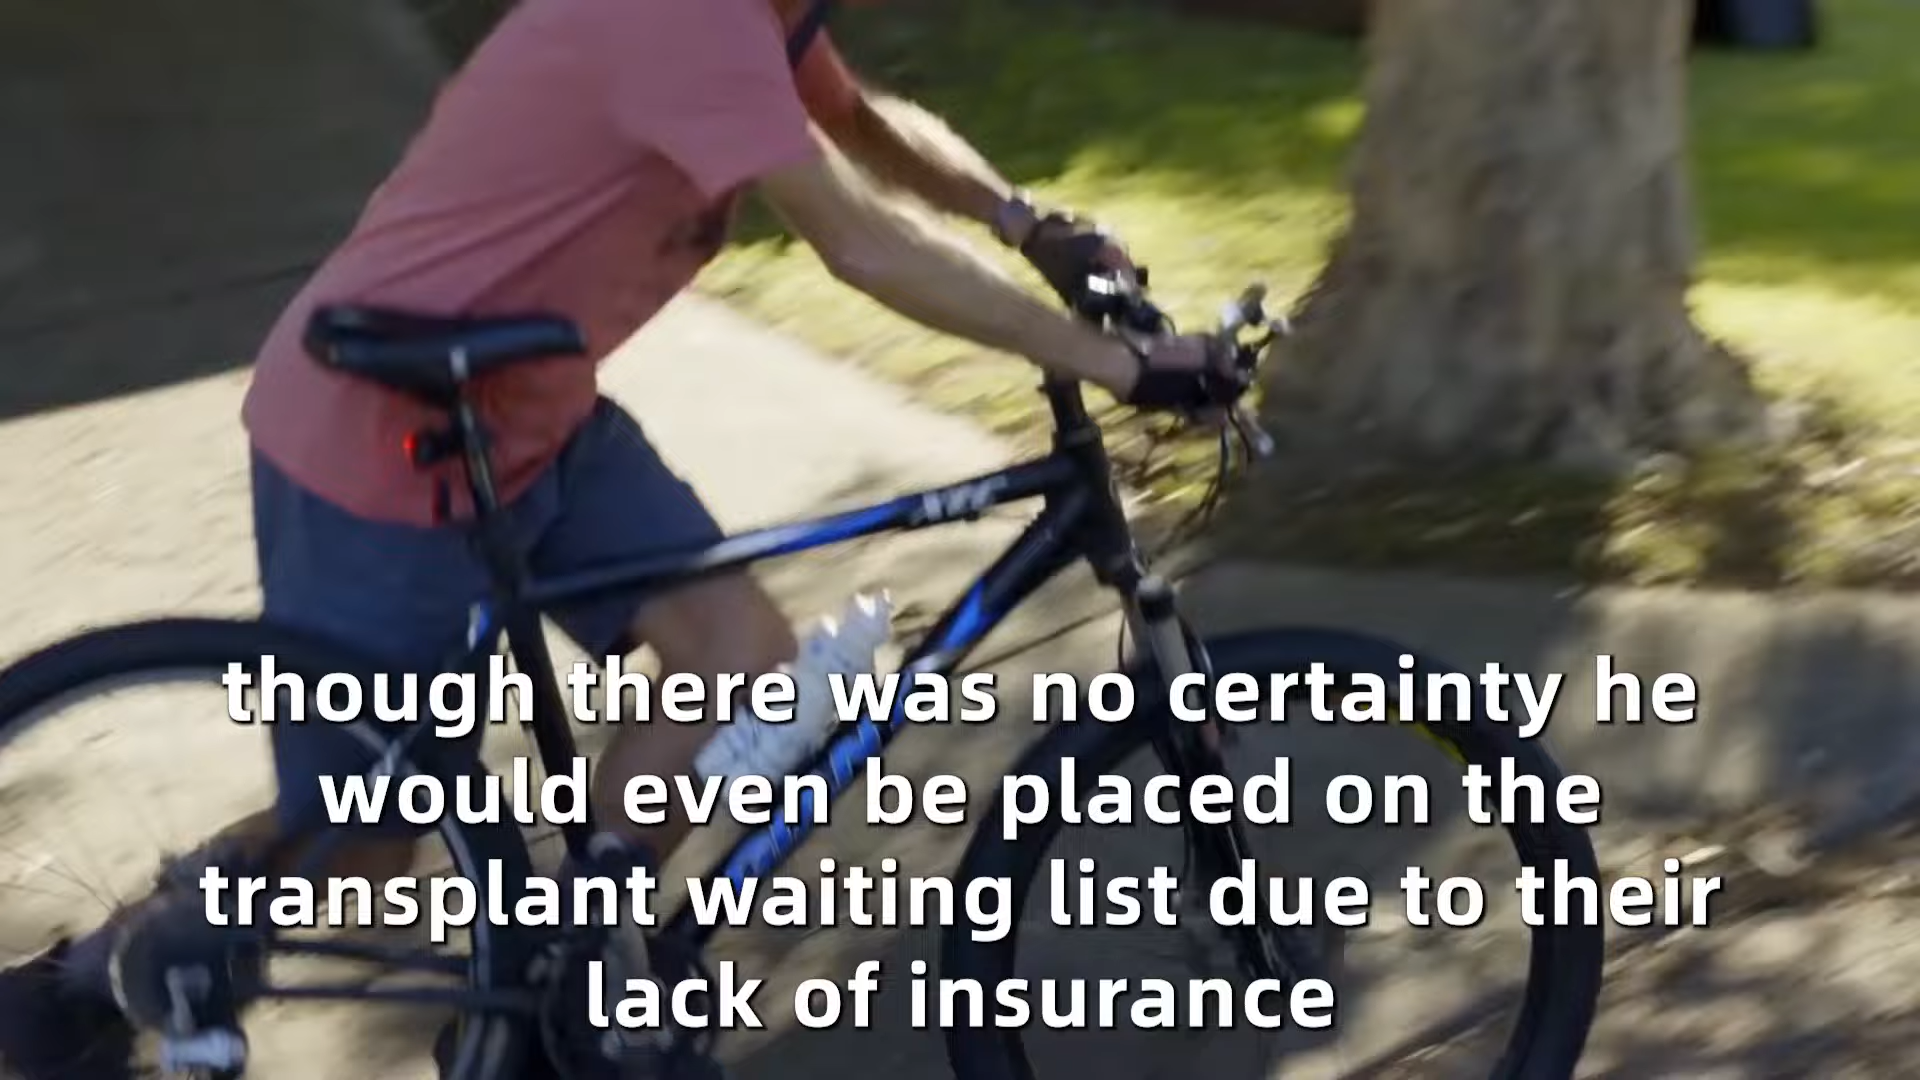 though there was no certainty he
would even be placed on the
transplant waiting list due to their
lack of insurance